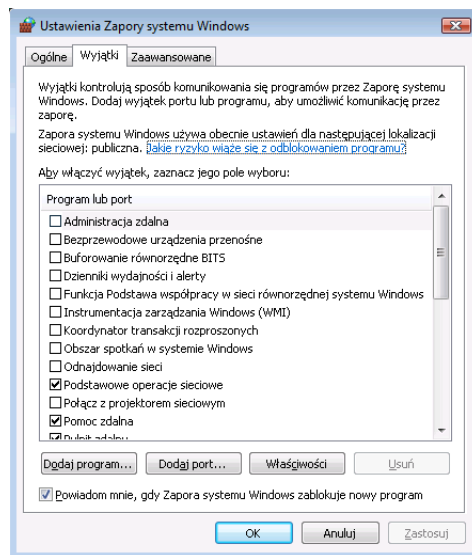 Ustawienia Zapory systemu Windows
Ogólne Wyjątki Zaawansowane
Wyjątki kontrolują sposób komunikowania się programów przez Zaporę systemu
Windows. Dodaj wyjątek portu lub programu, aby umożliwić komunikację przez
zaporę.
Zapora systemu Windows używa obecnie ustawień dla następującej lokalizacji
sieciowej: publiczna. Jakie ryzyko wiąże się z odblokowaniem programu?
Aby włączyć wyjątek, zaznacz jego pole wyboru:
Program lub port
Administracja zdalna
Bezprzewodowe urządzenia przenośne
Buforowanie równorzędne BITS
Dzienniki wydajności i alerty
Funkcja Podstawa współpracy w sieci równorzędnej systemu Windows
Instrumentacja zarządzania Windows (WMI)
Koordynator transakcji rozproszonych
Obszar spotkań w systemie Windows
Odnajdowanie sieci
Podstawowe operacje sieciowe
Połącz z projektorem sieciowym
Pomoc zdalna
Pulpit zdalny
Dodaj program... Dodaj port... Właściwości Usuń
Powiadom mnie, gdy Zapora systemu Windows zablokuje nowy program
OK Anuluj Zastosuj